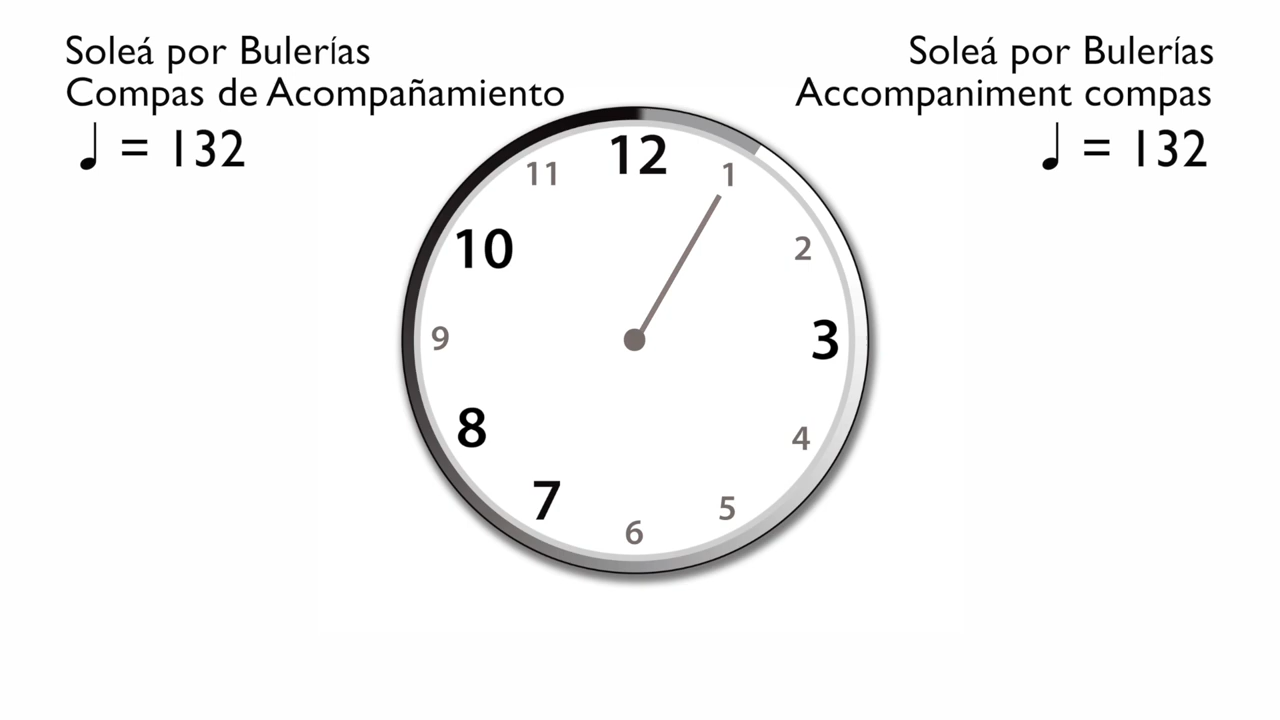 Soleá por Bulerías
Compas de Acompañamiento
♩ = 132
Soleá por Bulerías
Accompaniment compas
♩ = 132
12
1
2
3
4
5
6
7
8
9
10
11